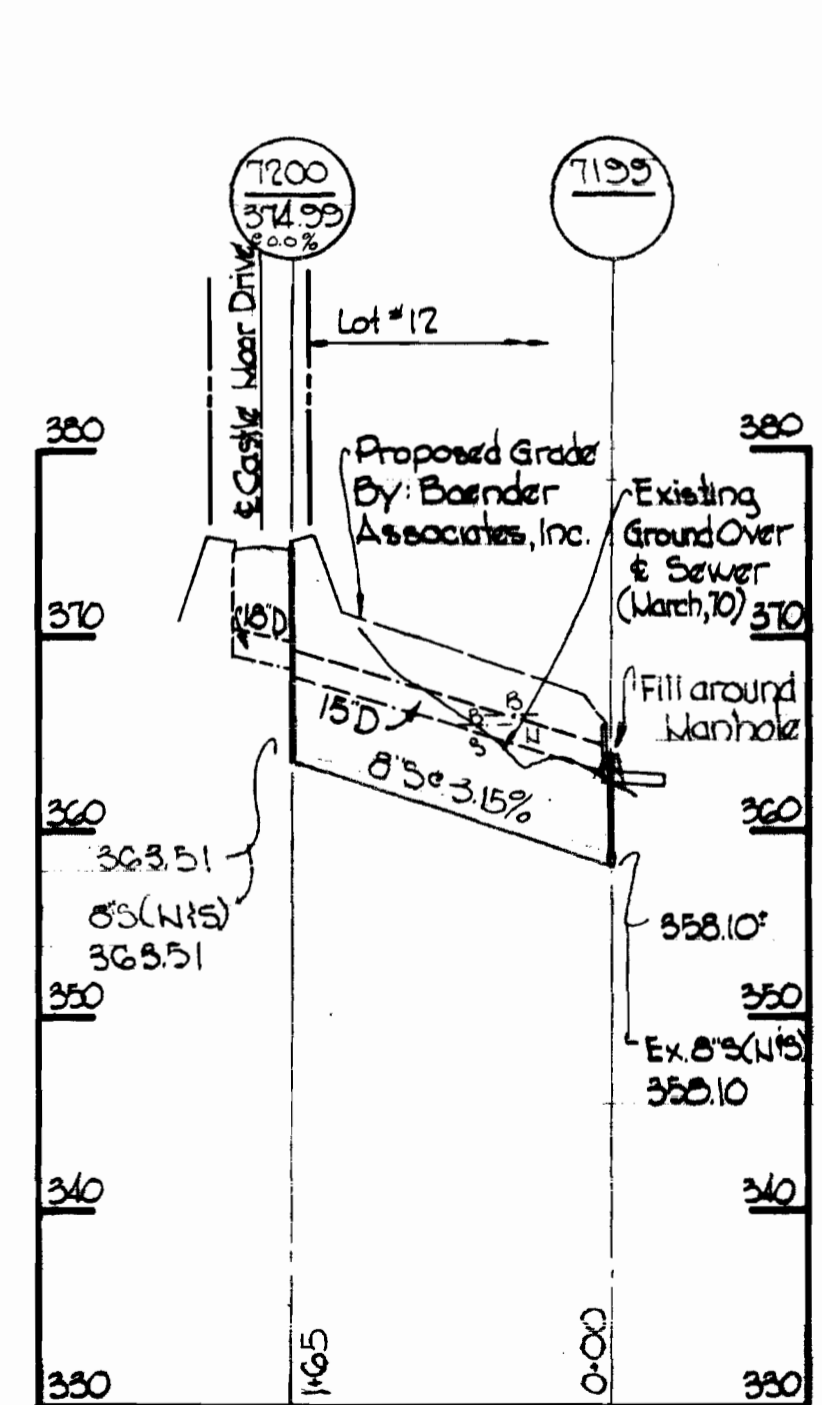 7200
374.99
@ 0.0%
7199
℄ Castle Moor Drive
Lot #12
380
380
Proposed Grade
By: Baender
Associates, Inc.
Existing
Ground Over
℄ Sewer
(March, 70)
370
370
18"D
15"D
Fill around
Manhole
8"S @ 3.15%
360
360
363.51
8"S (N&S)
363.51
358.10±
350
350
Ex. 8"S (N&S)
358.10
340
340
1+65
0+00
330
330